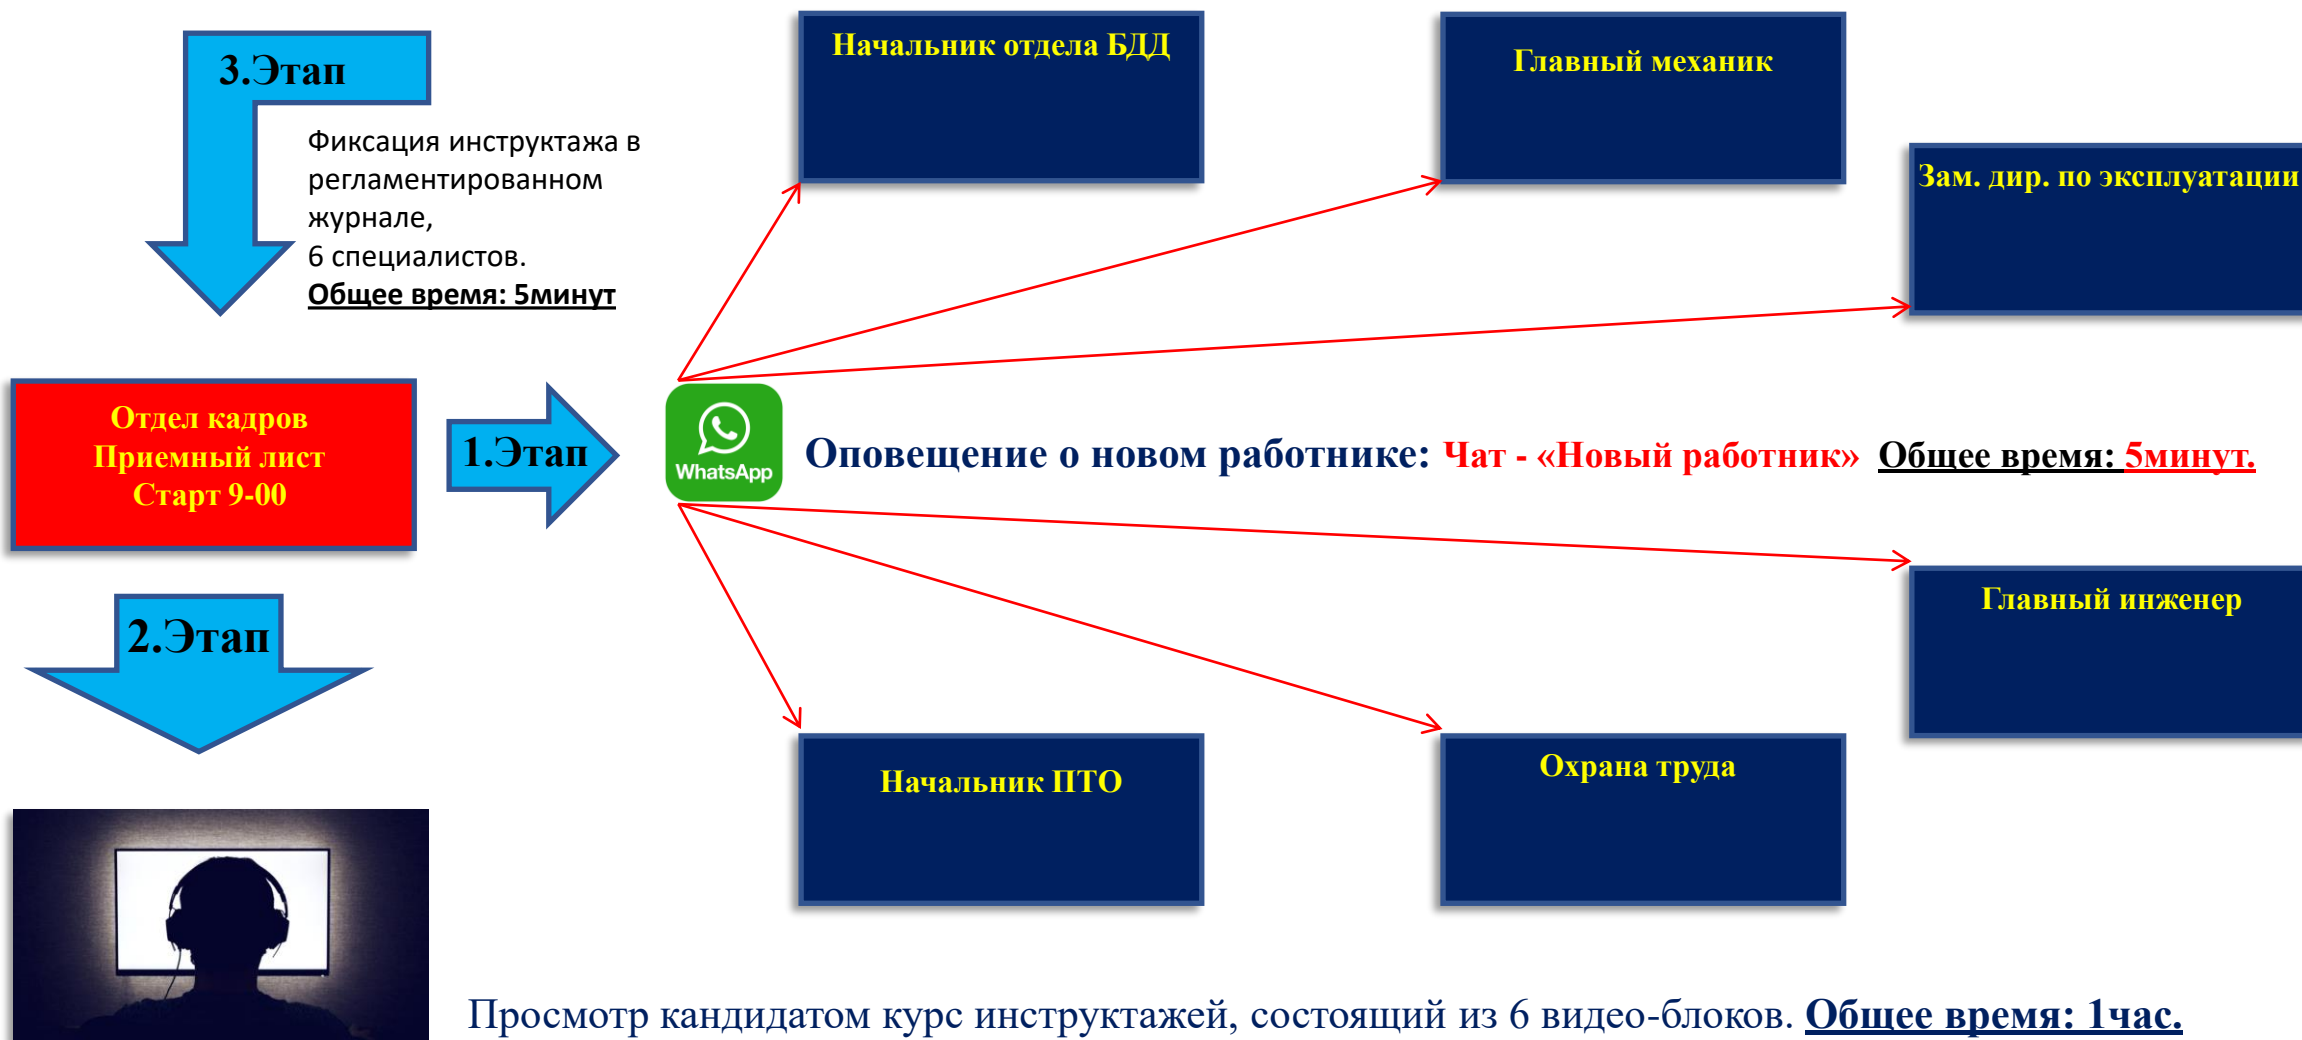 3.Этап
Фиксация инструктажа в
регламентированном
журнале,
6 специалистов.
Общее время: 5минут
Начальник отдела БДД
Главный механик
Зам. дир. по эксплуатации
Отдел кадров
Приемный лист
Старт 9-00
1.Этап
WhatsApp
Оповещение о новом работнике: Чат - «Новый работник» Общее время: 5минут.
2.Этап
Главный инженер
Начальник ПТО
Охрана труда
Просмотр кандидатом курс инструктажей, состоящий из 6 видео-блоков. Общее время: 1час.